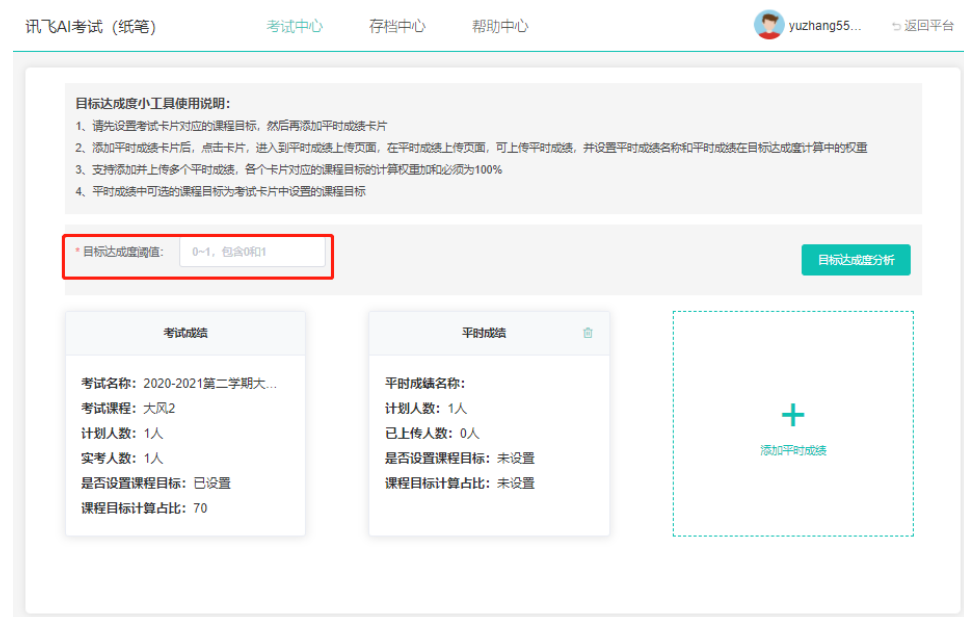 讯飞AI考试（纸笔） 考试中心 存档中心 帮助中心 yuzhang55... 返回平台
目标达成度小工具使用说明：
1、请先设置考试卡片对应的课程目标，然后再添加平时成绩卡片
2、添加平时成绩卡片后，点击卡片，进入到平时成绩上传页面，在平时成绩上传页面，可上传平时成绩，并设置平时成绩名称和平时成绩在目标达成度计算中的权重
3、支持添加并上传多个平时成绩，各个卡片对应的课程目标的计算权重加和必须为100%
4、平时成绩中可选的课程目标为考试卡片中设置的课程目标
* 目标达成度阈值： 0~1，包含0和1 目标达成度分析
考试成绩
考试名称：2020-2021第二学期大...
考试课程：大风2
计划人数：1人
实考人数：1人
是否设置课程目标：已设置
课程目标计算占比：70
平时成绩
平时成绩名称：
计划人数：1人
已上传人数：0人
是否设置课程目标：未设置
课程目标计算占比：未设置
添加平时成绩